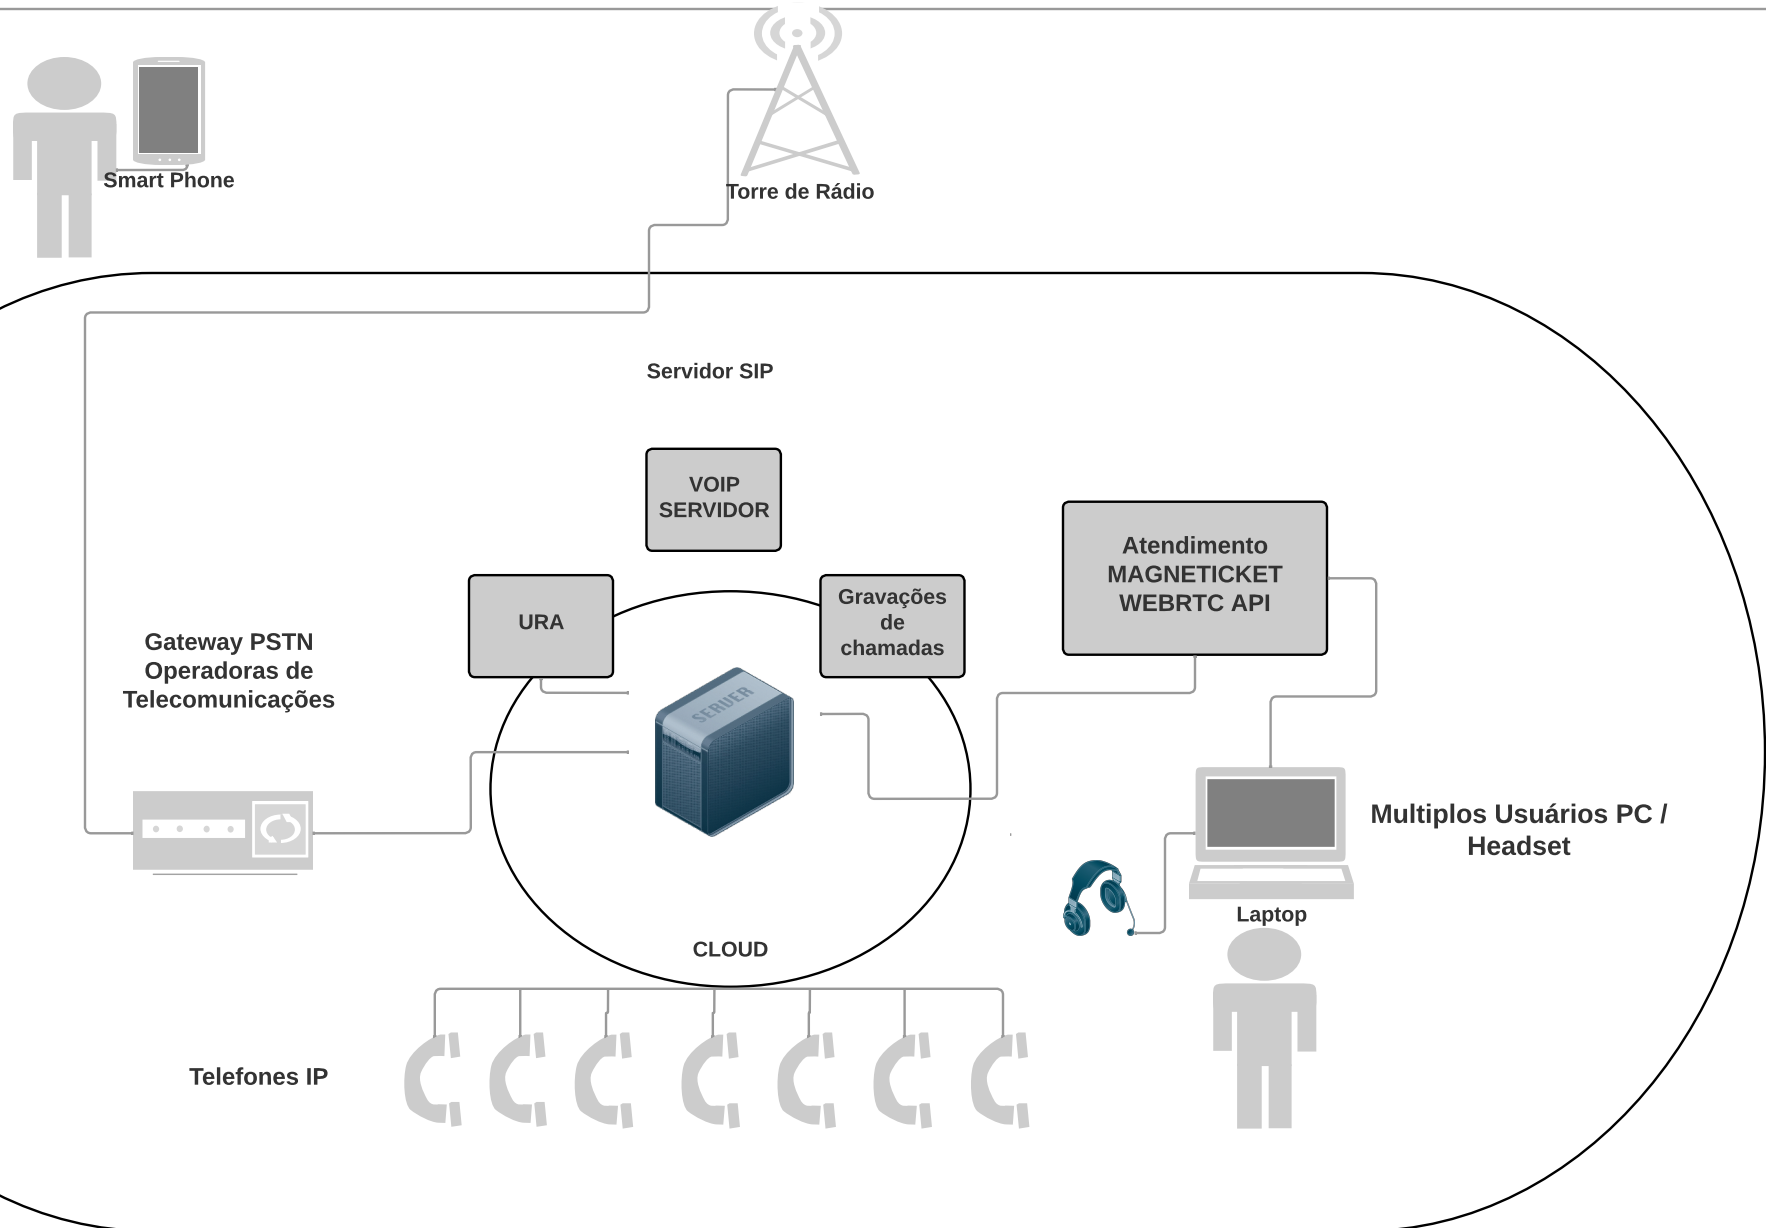 Smart Phone
Torre de Rádio
Servidor SIP
VOIP
SERVIDOR
Atendimento
MAGNETICKET
WEBRTC API
URA
Gravações
de
chamadas
Gateway PSTN
Operadoras de
Telecomunicações
SERVER
Multiplos Usuários PC /
Headset
Laptop
CLOUD
Telefones IP